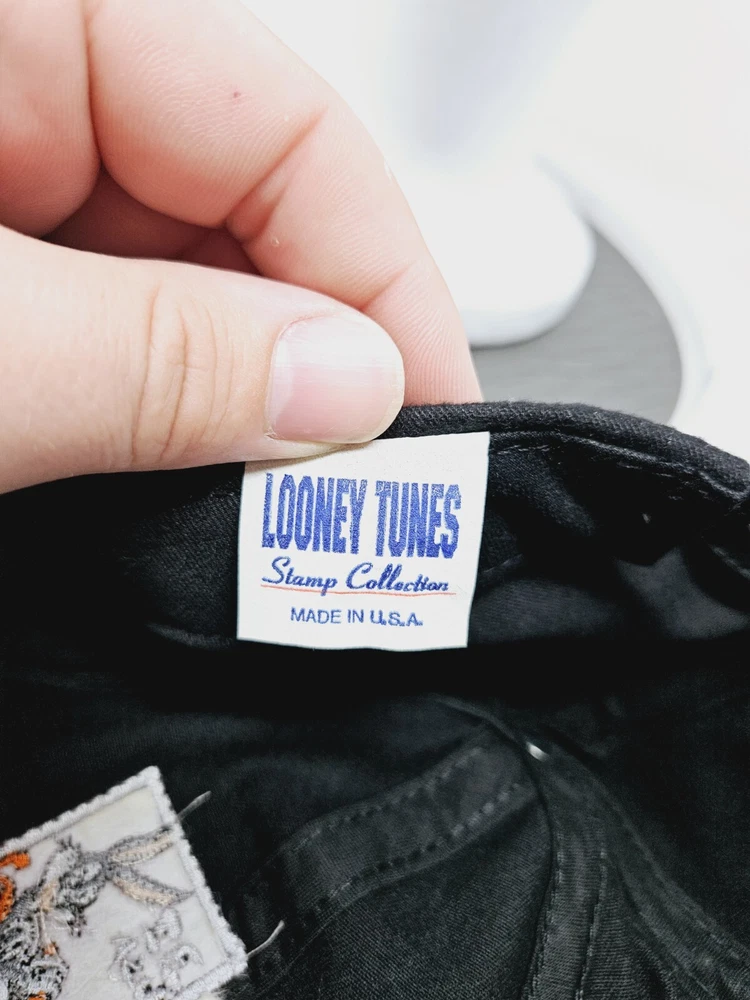 LOONEY TUNES
Stamp Collection
MADE IN U.S.A.